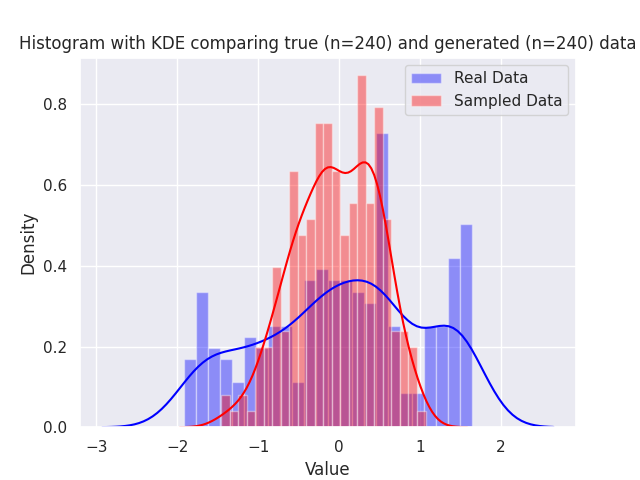 Histogram with KDE comparing true (n=240) and generated (n=240) data
Real Data
Sampled Data
Density
0.8
0.6
0.4
0.2
0.0
−3 −2 −1 0 1 2
Value